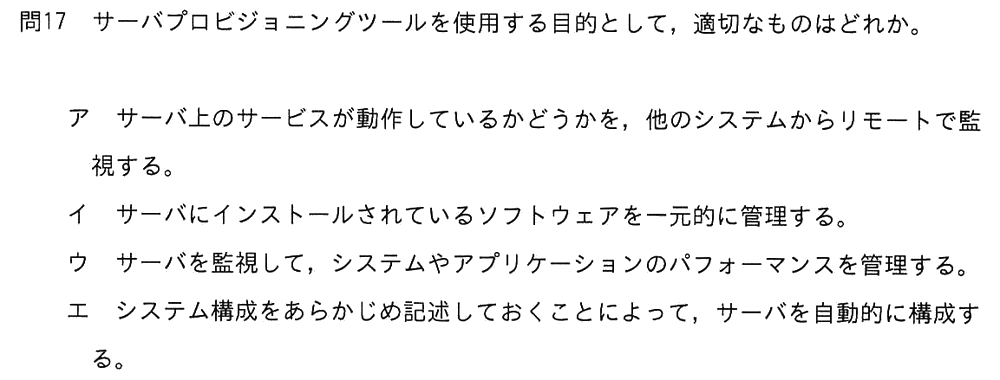 問17　サーバプロビジョニングツールを使用する目的として，適切なものはどれか。
ア　サーバ上のサービスが動作しているかどうかを，他のシステムからリモートで監
視する。
イ　サーバにインストールされているソフトウェアを一元的に管理する。
ウ　サーバを監視して，システムやアプリケーションのパフォーマンスを管理する。
エ　システム構成をあらかじめ記述しておくことによって，サーバを自動的に構成す
る。